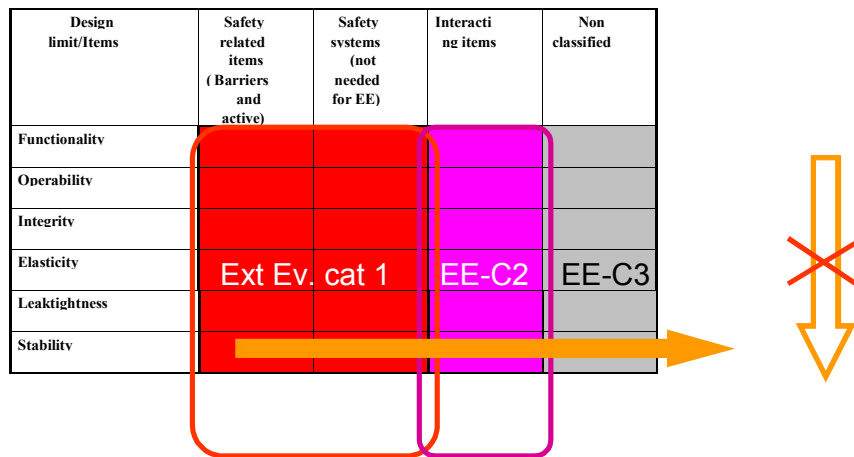 Design
limit/Items
Safety
related
items
( Barriers
and
active)
Safety
systems
(not
needed
for EE)
Interacti
ng items
Non
classified
Functionality
Operability
Integrity
Elasticity
Ext Ev. cat 1
EE-C2
EE-C3
Leaktightness
Stability